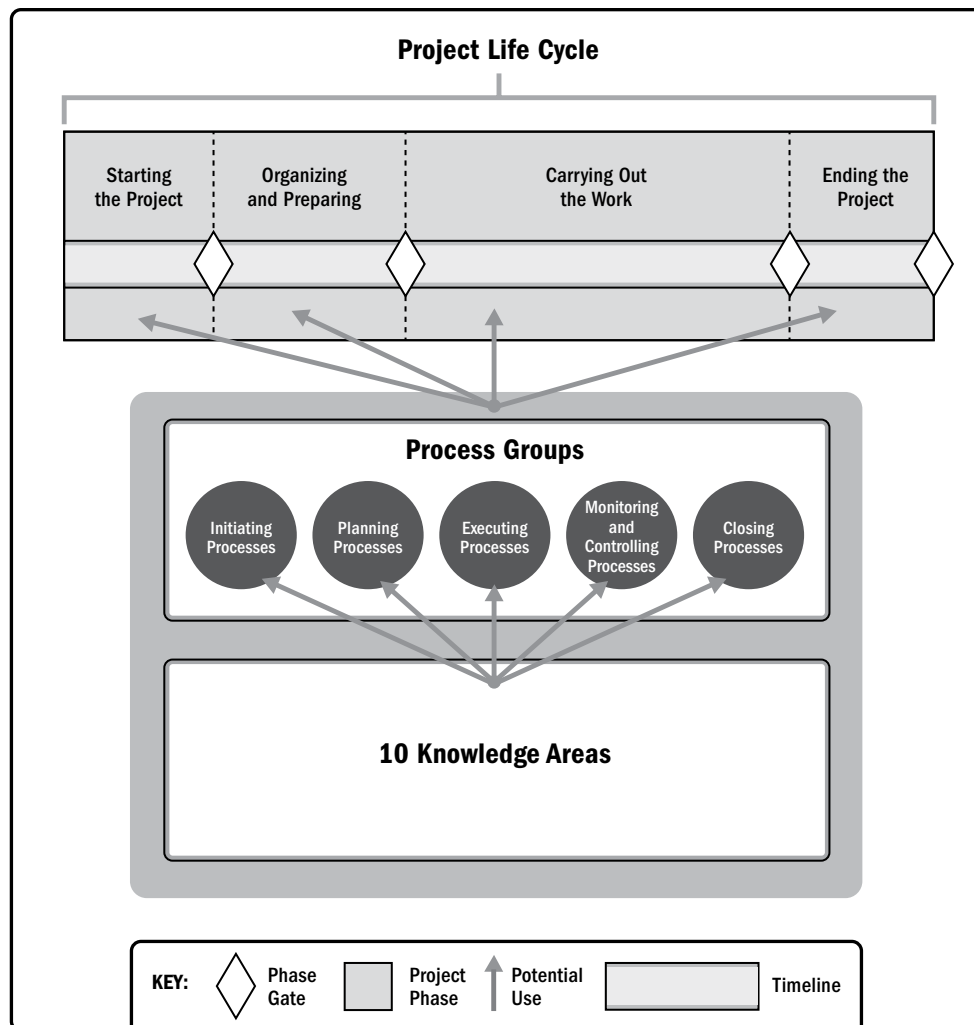 Project Life Cycle
Starting
the Project
Organizing
and Preparing
Carrying Out
the Work
Ending the
Project
Process Groups
Initiating
Processes
Planning
Processes
Executing
Processes
Monitoring
and
Controlling
Processes
Closing
Processes
10 Knowledge Areas
KEY:
Phase
Gate
Project
Phase
Potential
Use
Timeline